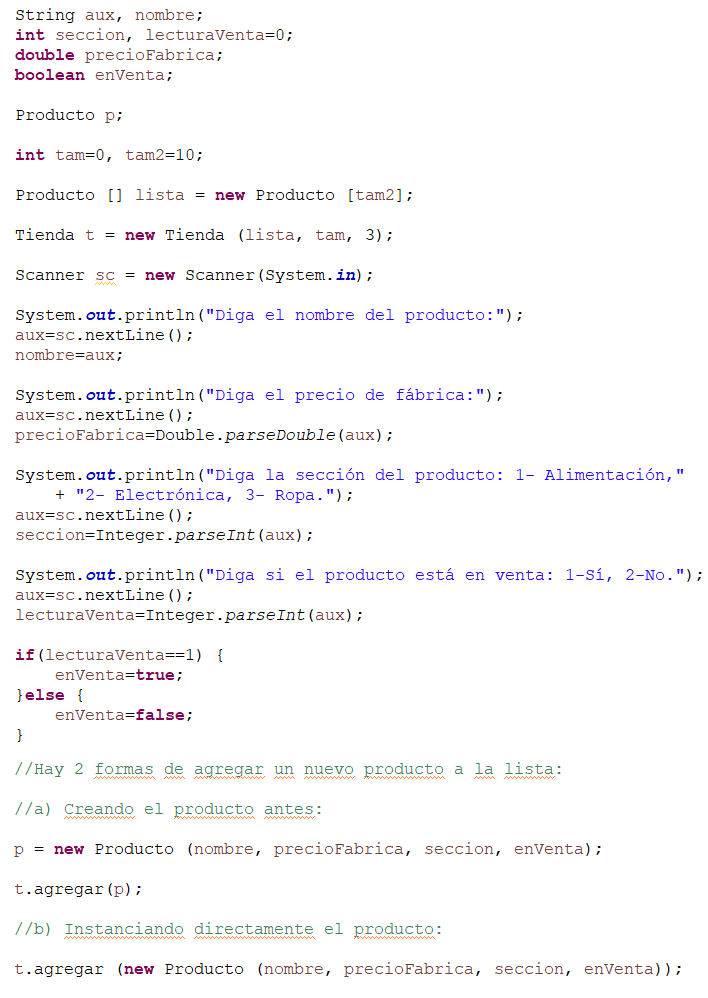 String aux, nombre;
int seccion, lecturaVenta=0;
double precioFabrica;
boolean enVenta;
Producto p;
int tam=0, tam2=10;
Producto [] lista = new Producto [tam2];
Tienda t = new Tienda (lista, tam, 3);
Scanner sc = new Scanner(System.in);
System.out.println("Diga el nombre del producto:");
aux=sc.nextLine();
nombre=aux;
System.out.println("Diga el precio de fábrica:");
aux=sc.nextLine();
precioFabrica=Double.parseDouble(aux);
System.out.println("Diga la sección del producto: 1- Alimentación,"
+ "2- Electrónica, 3- Ropa.");
aux=sc.nextLine();
seccion=Integer.parseInt(aux);
System.out.println("Diga si el producto está en venta: 1-Sí, 2-No.");
aux=sc.nextLine();
lecturaVenta=Integer.parseInt(aux);
if(lecturaVenta==1) {
enVenta=true;
}else {
enVenta=false;
}
//Hay 2 formas de agregar un nuevo producto a la lista:
//a) Creando el producto antes:
p = new Producto (nombre, precioFabrica, seccion, enVenta);
t.agregar(p);
//b) Instanciando directamente el producto:
t.agregar (new Producto (nombre, precioFabrica, seccion, enVenta));